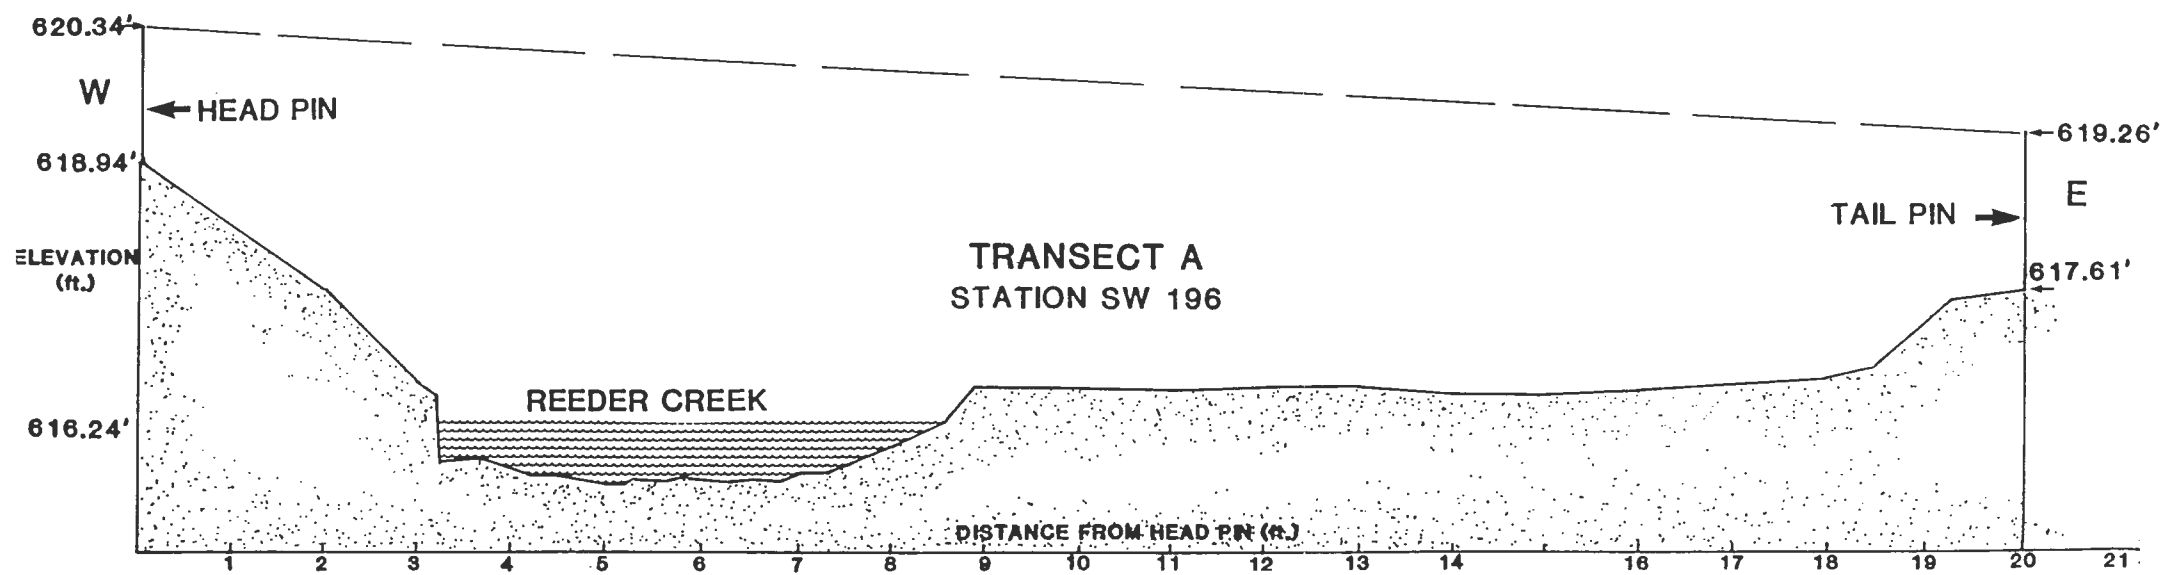 620.34'
W
HEAD PIN
619.26'
618.94'
E
TAIL PIN
ELEVATION
(ft.)
TRANSECT A
617.61'
STATION SW 196
REEDER CREEK
616.24'
DISTANCE FROM HEAD PIN (ft.)
1 2 3 4 5 6 7 8 9 10 11 12 13 14 16 17 18 19 20 21